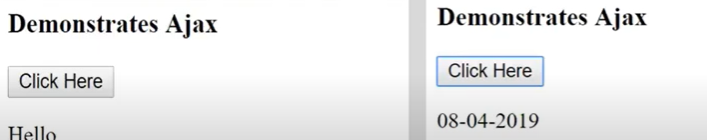 Demonstrates Ajax
Click Here
Hello
Demonstrates Ajax
Click Here
08-04-2019